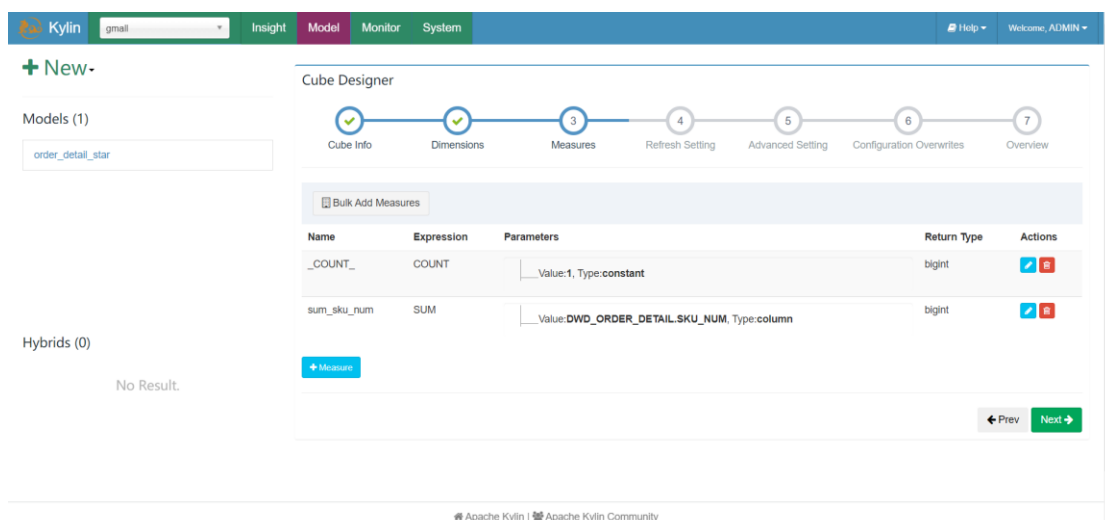 Kylin gmall Insight Model Monitor System Help Welcome, ADMIN
New
Cube Designer
Models (1)
order_detail_star
3 4 5 6 7
Cube Info Dimensions Measures Refresh Setting Advanced Setting Configuration Overwrites Overview
Bulk Add Measures
Name Expression Parameters Return Type Actions
_COUNT_ COUNT Value:1, Type:constant bigint
sum_sku_num SUM Value:DWD_ORDER_DETAIL.SKU_NUM, Type:column bigint
Hybrids (0)
No Result.
+ Measure
Prev Next
Apache Kylin | Apache Kylin Community